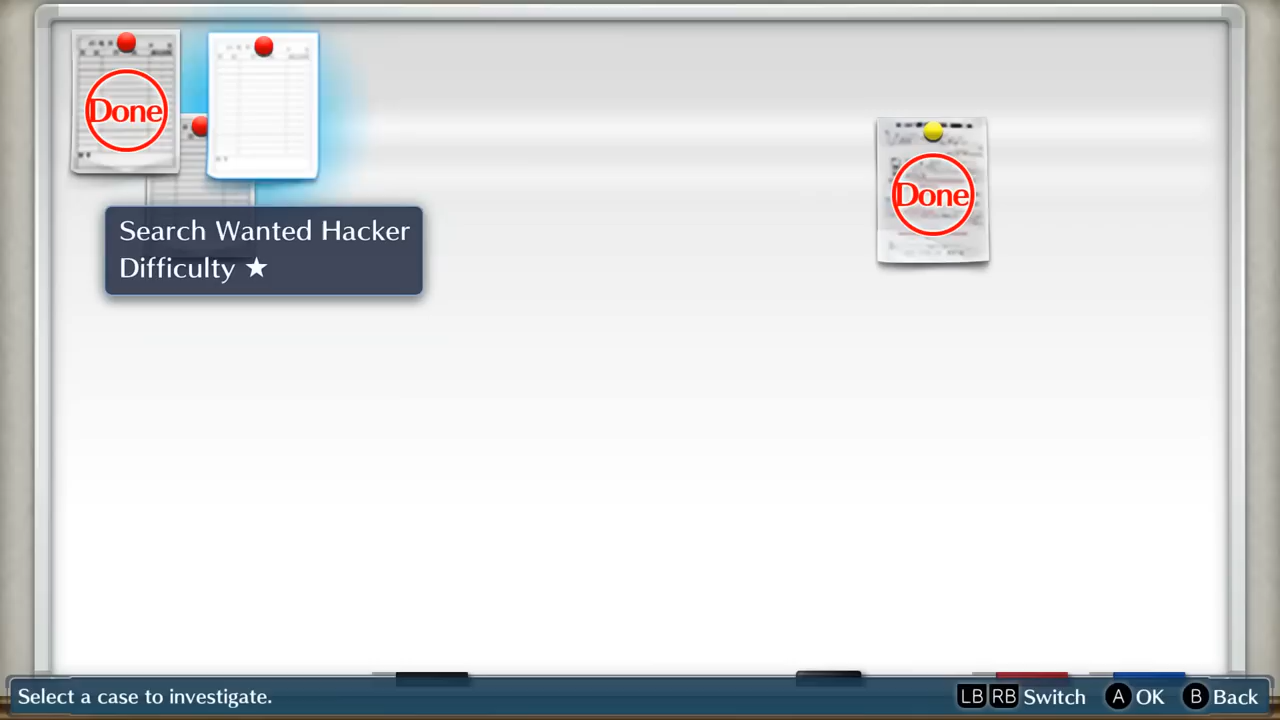 Done
Done
Search Wanted Hacker
Difficulty ★
Select a case to investigate.
LB RB Switch A OK B Back